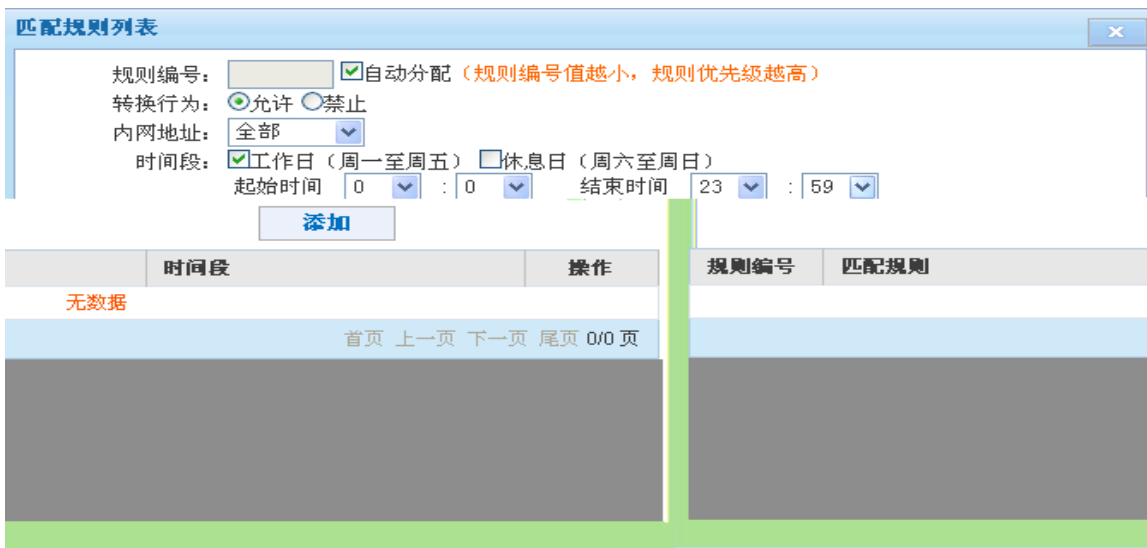 匹配规则列表
规则编号： 自动分配（规则编号值越小，规则优先级越高）
转换行为： 允许 禁止
内网地址： 全部
时间段： 工作日（周一至周五） 休息日（周六至周日）
起始时间 0 : 0 结束时间 23 : 59
添加
时间段 操作 规则编号 匹配规则
无数据
首页 上一页 下一页 尾页 0/0 页